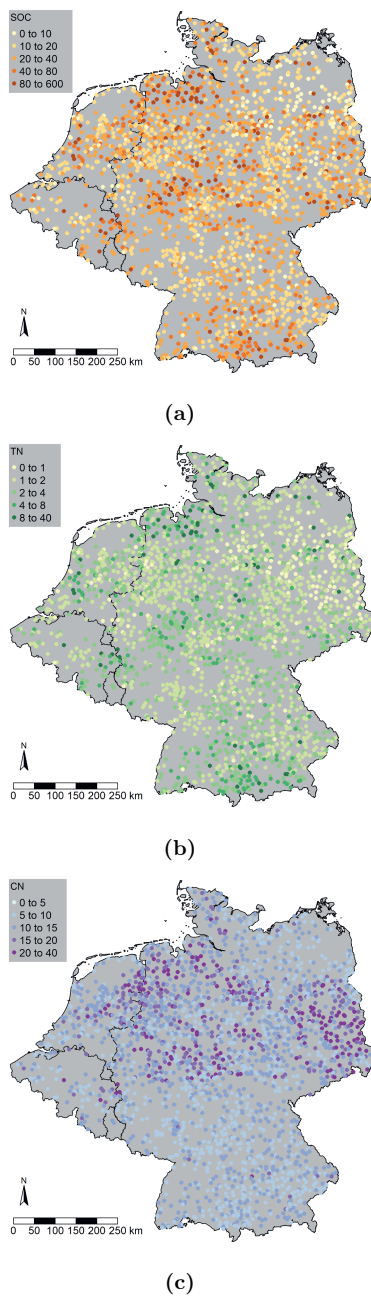 SOC
0 to 10
10 to 20
20 to 40
40 to 80
80 to 600
N
0 50 100 150 200 250 km
(a)
TN
0 to 1
1 to 2
2 to 4
4 to 8
8 to 40
N
0 50 100 150 200 250 km
(b)
CN
0 to 5
5 to 10
10 to 15
15 to 20
20 to 40
N
0 50 100 150 200 250 km
(c)